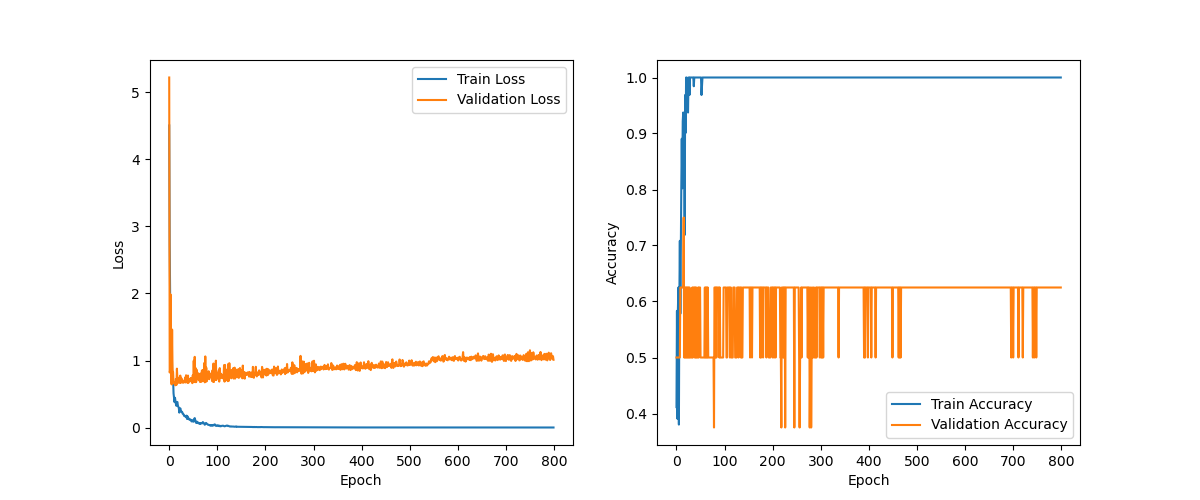 Train Loss
Validation Loss
5
4
3
2
1
0
Loss
0 100 200 300 400 500 600 700 800
Epoch
1.0
0.9
0.8
0.7
0.6
0.5
0.4
Accuracy
Train Accuracy
Validation Accuracy
0 100 200 300 400 500 600 700 800
Epoch